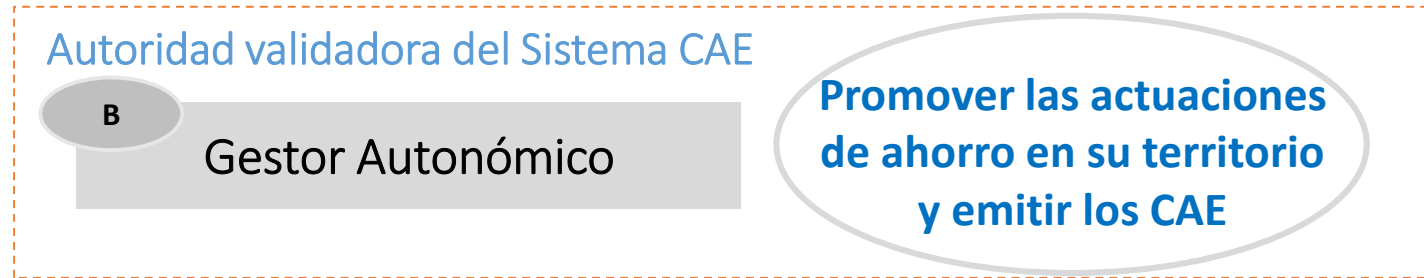 Autoridad validadora del Sistema CAE
B
Gestor Autonómico
Promover las actuaciones
de ahorro en su territorio
y emitir los CAE